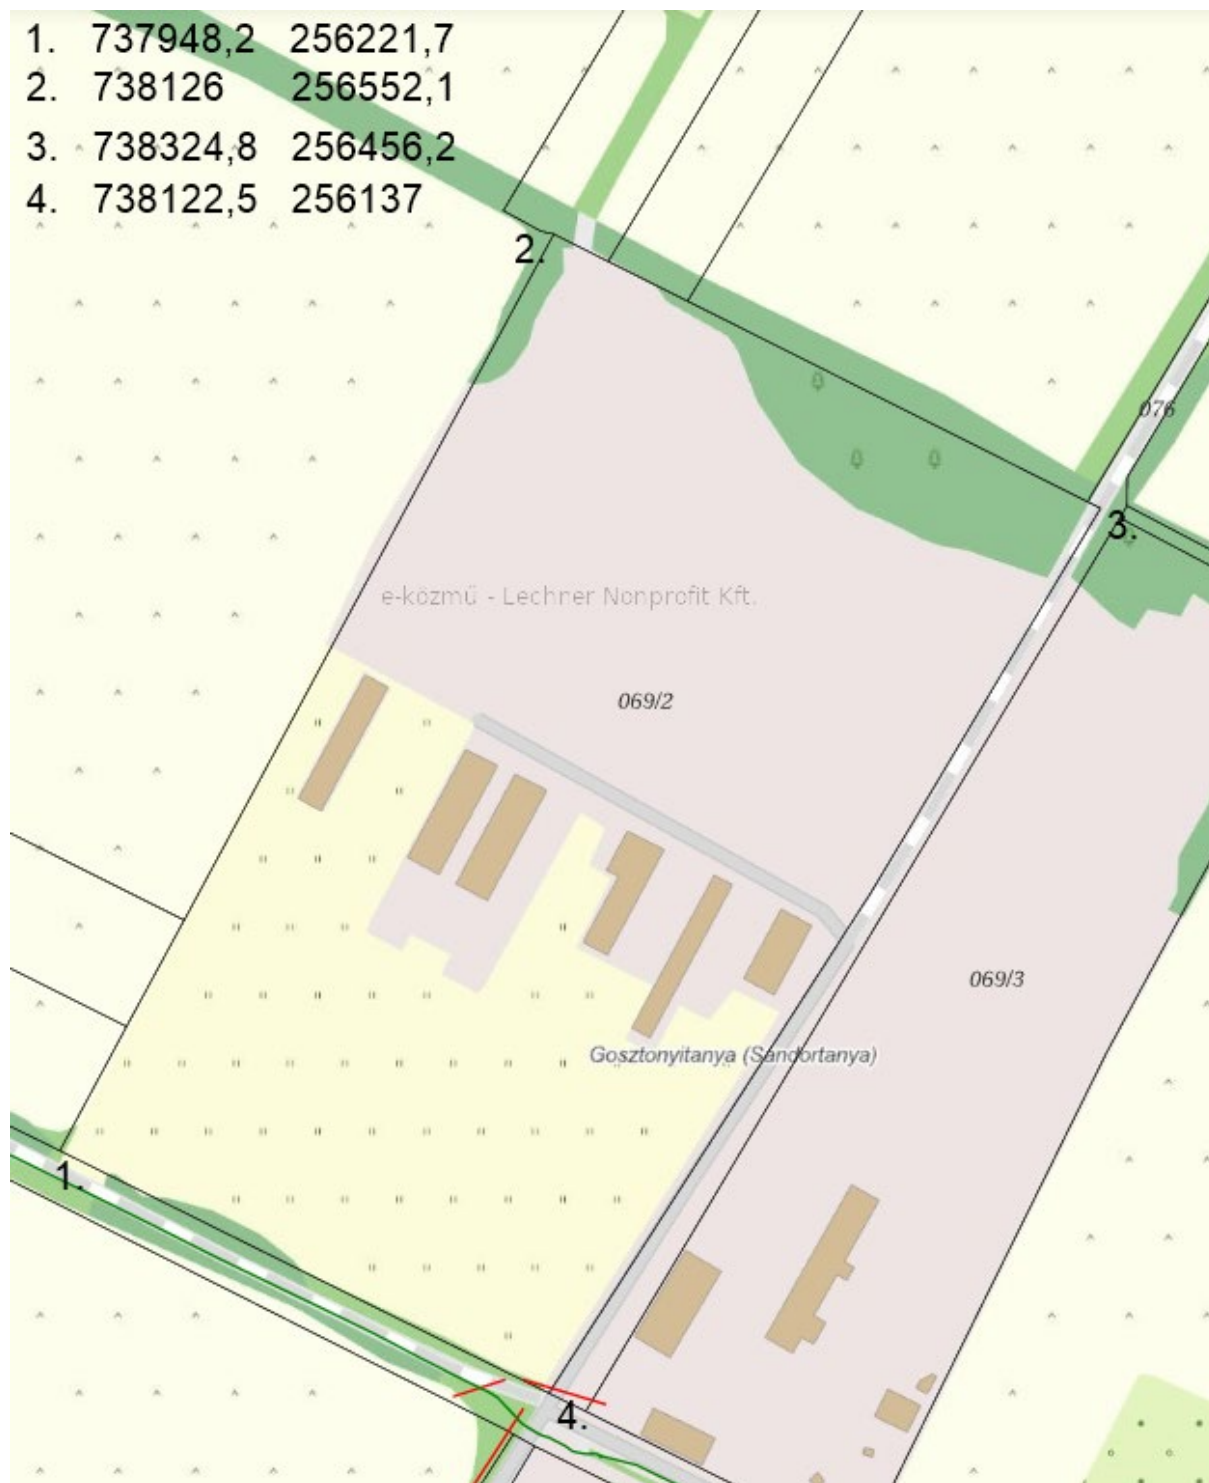 1. 737948,2 256221,7
2. 738126 256552,1
3. 738324,8 256456,2
4. 738122,5 256137
2.
076
3.
e-közmű - Lechner Nonprofit Kft.
069/2
069/3
Gosztonyitanya (Sándortanya)
1.
4.